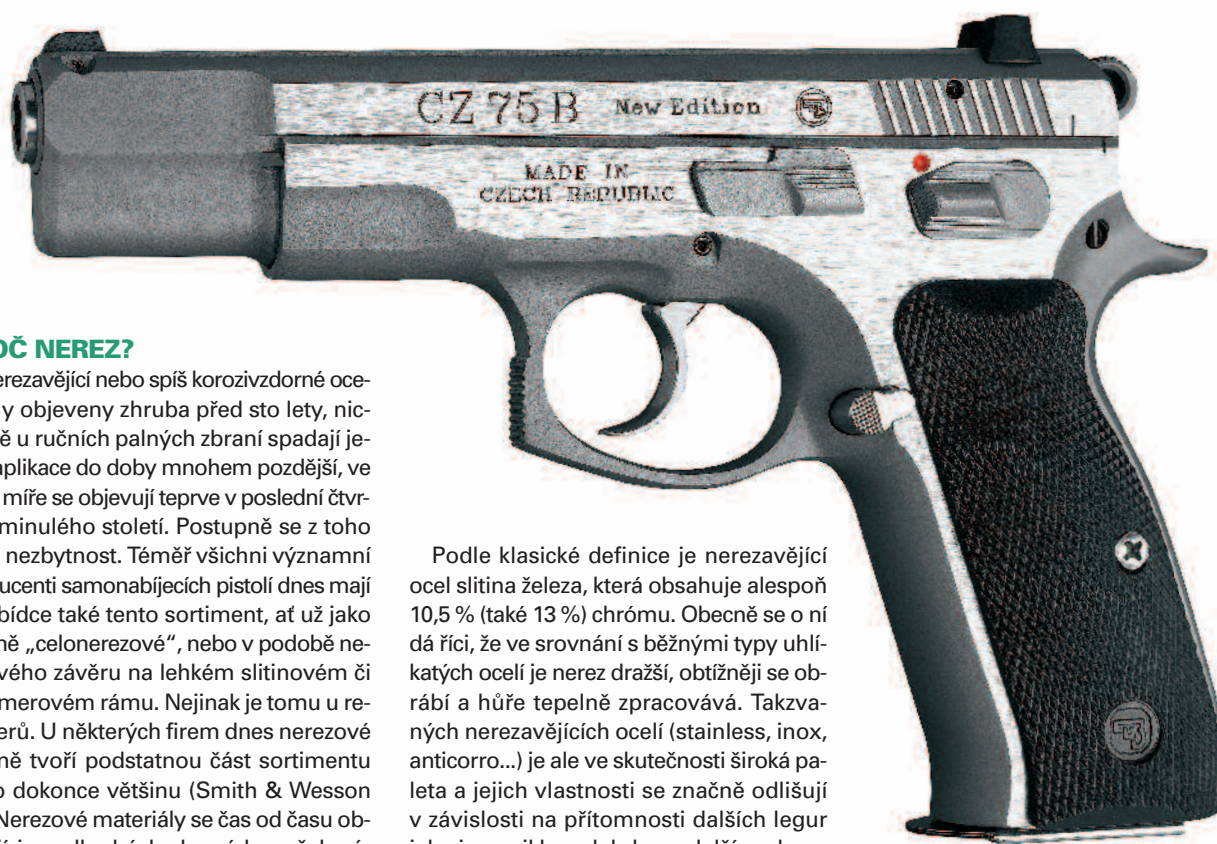 CZ 75 B New Edition
MADE IN
CZECH REPUBLIC
OČ NEREZ?
erezavějící nebo spíš korozivzdorné oce-
y objeveny zhruba před sto lety, nic-
ě u ručních palných zbraní spadají je-
aplikace do doby mnohem pozdější, ve
míře se objevují teprve v poslední čtvr-
minulého století. Postupně se z toho
nezbytnost. Téměř všichni významní
ucenti samonabíjecích pistolí dnes mají
bídce také tento sortiment, ať už jako
ně „celonerezové“, nebo v podobě ne-
vého závěru na lehkém slitinovém či
merovém rámu. Nejinak je tomu u re-
erů. U některých firem dnes nerezové
ně tvoří podstatnou část sortimentu
o dokonce většinu (Smith & Wesson
Nerezové materiály se čas od času ob-
Podle klasické definice je nerezavějící
ocel slitina železa, která obsahuje alespoň
10,5 % (také 13 %) chrómu. Obecně se o ní
dá říci, že ve srovnání s běžnými typy uhlí-
katých ocelí je nerez dražší, obtížněji se ob-
rábí a hůře tepelně zpracovává. Takzva-
ných nerezavějících ocelí (stainless, inox,
anticorro...) je ale ve skutečnosti široká pa-
leta a jejich vlastnosti se značně odlišují
v závislosti na přítomnosti dalších legur